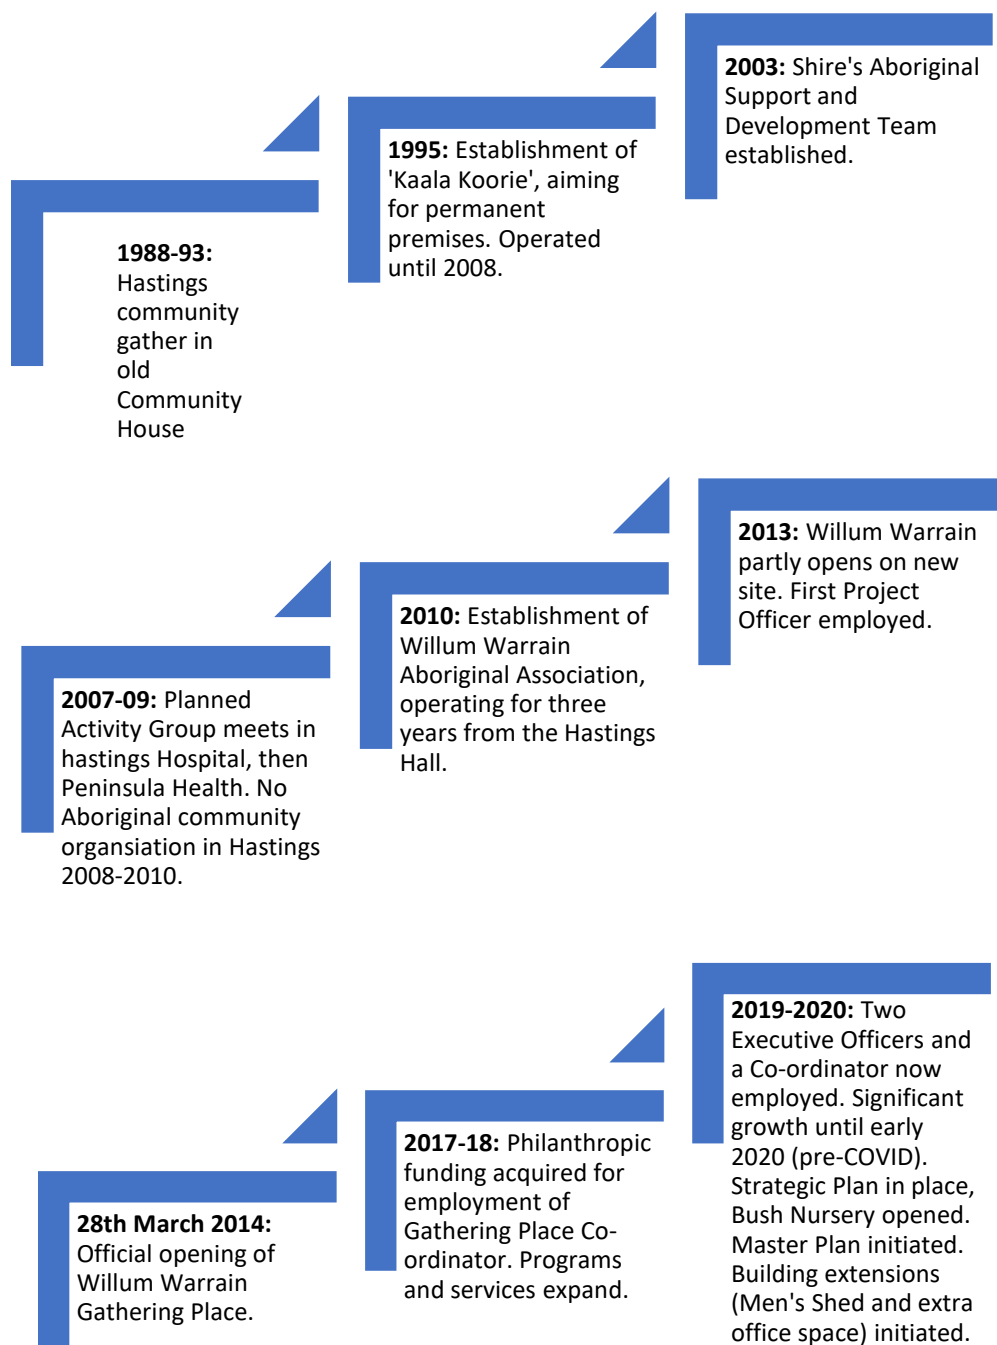 1988-93:
Hastings
community
gather in
old
Community
House
1995: Establishment of
'Kaala Koorie', aiming
for permanent
premises. Operated
until 2008.
2003: Shire's Aboriginal
Support and
Development Team
established.
2007-09: Planned
Activity Group meets in
hastings Hospital, then
Peninsula Health. No
Aboriginal community
organsiation in Hastings
2008-2010.
2010: Establishment of
Willum Warrain
Aboriginal Association,
operating for three
years from the Hastings
Hall.
2013: Willum Warrain
partly opens on new
site. First Project
Officer employed.
28th March 2014:
Official opening of
Willum Warrain
Gathering Place.
2017-18: Philanthropic
funding acquired for
employment of
Gathering Place Co-
ordinator. Programs
and services expand.
2019-2020: Two
Executive Officers and
a Co-ordinator now
employed. Significant
growth until early
2020 (pre-COVID).
Strategic Plan in place,
Bush Nursery opened.
Master Plan initiated.
Building extensions
(Men's Shed and extra
office space) initiated.